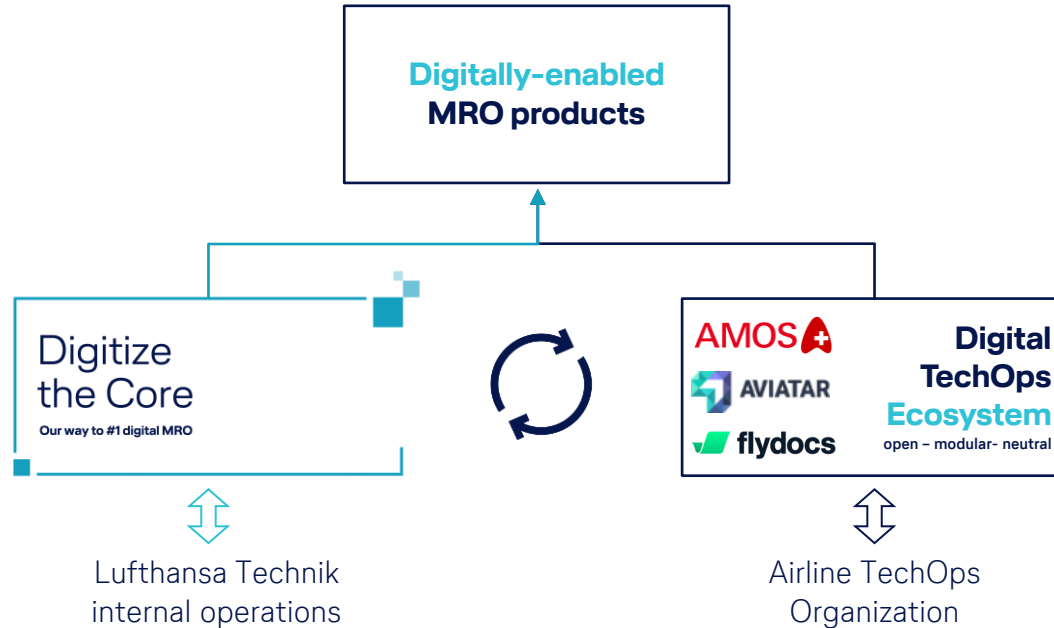 Digitally-enabled
MRO products
Digitize
the Core
Our way to #1 digital MRO
AMOS
AVIATAR
flydocs
Digital
TechOps
Ecosystem
open – modular- neutral
Lufthansa Technik
internal operations
Airline TechOps
Organization